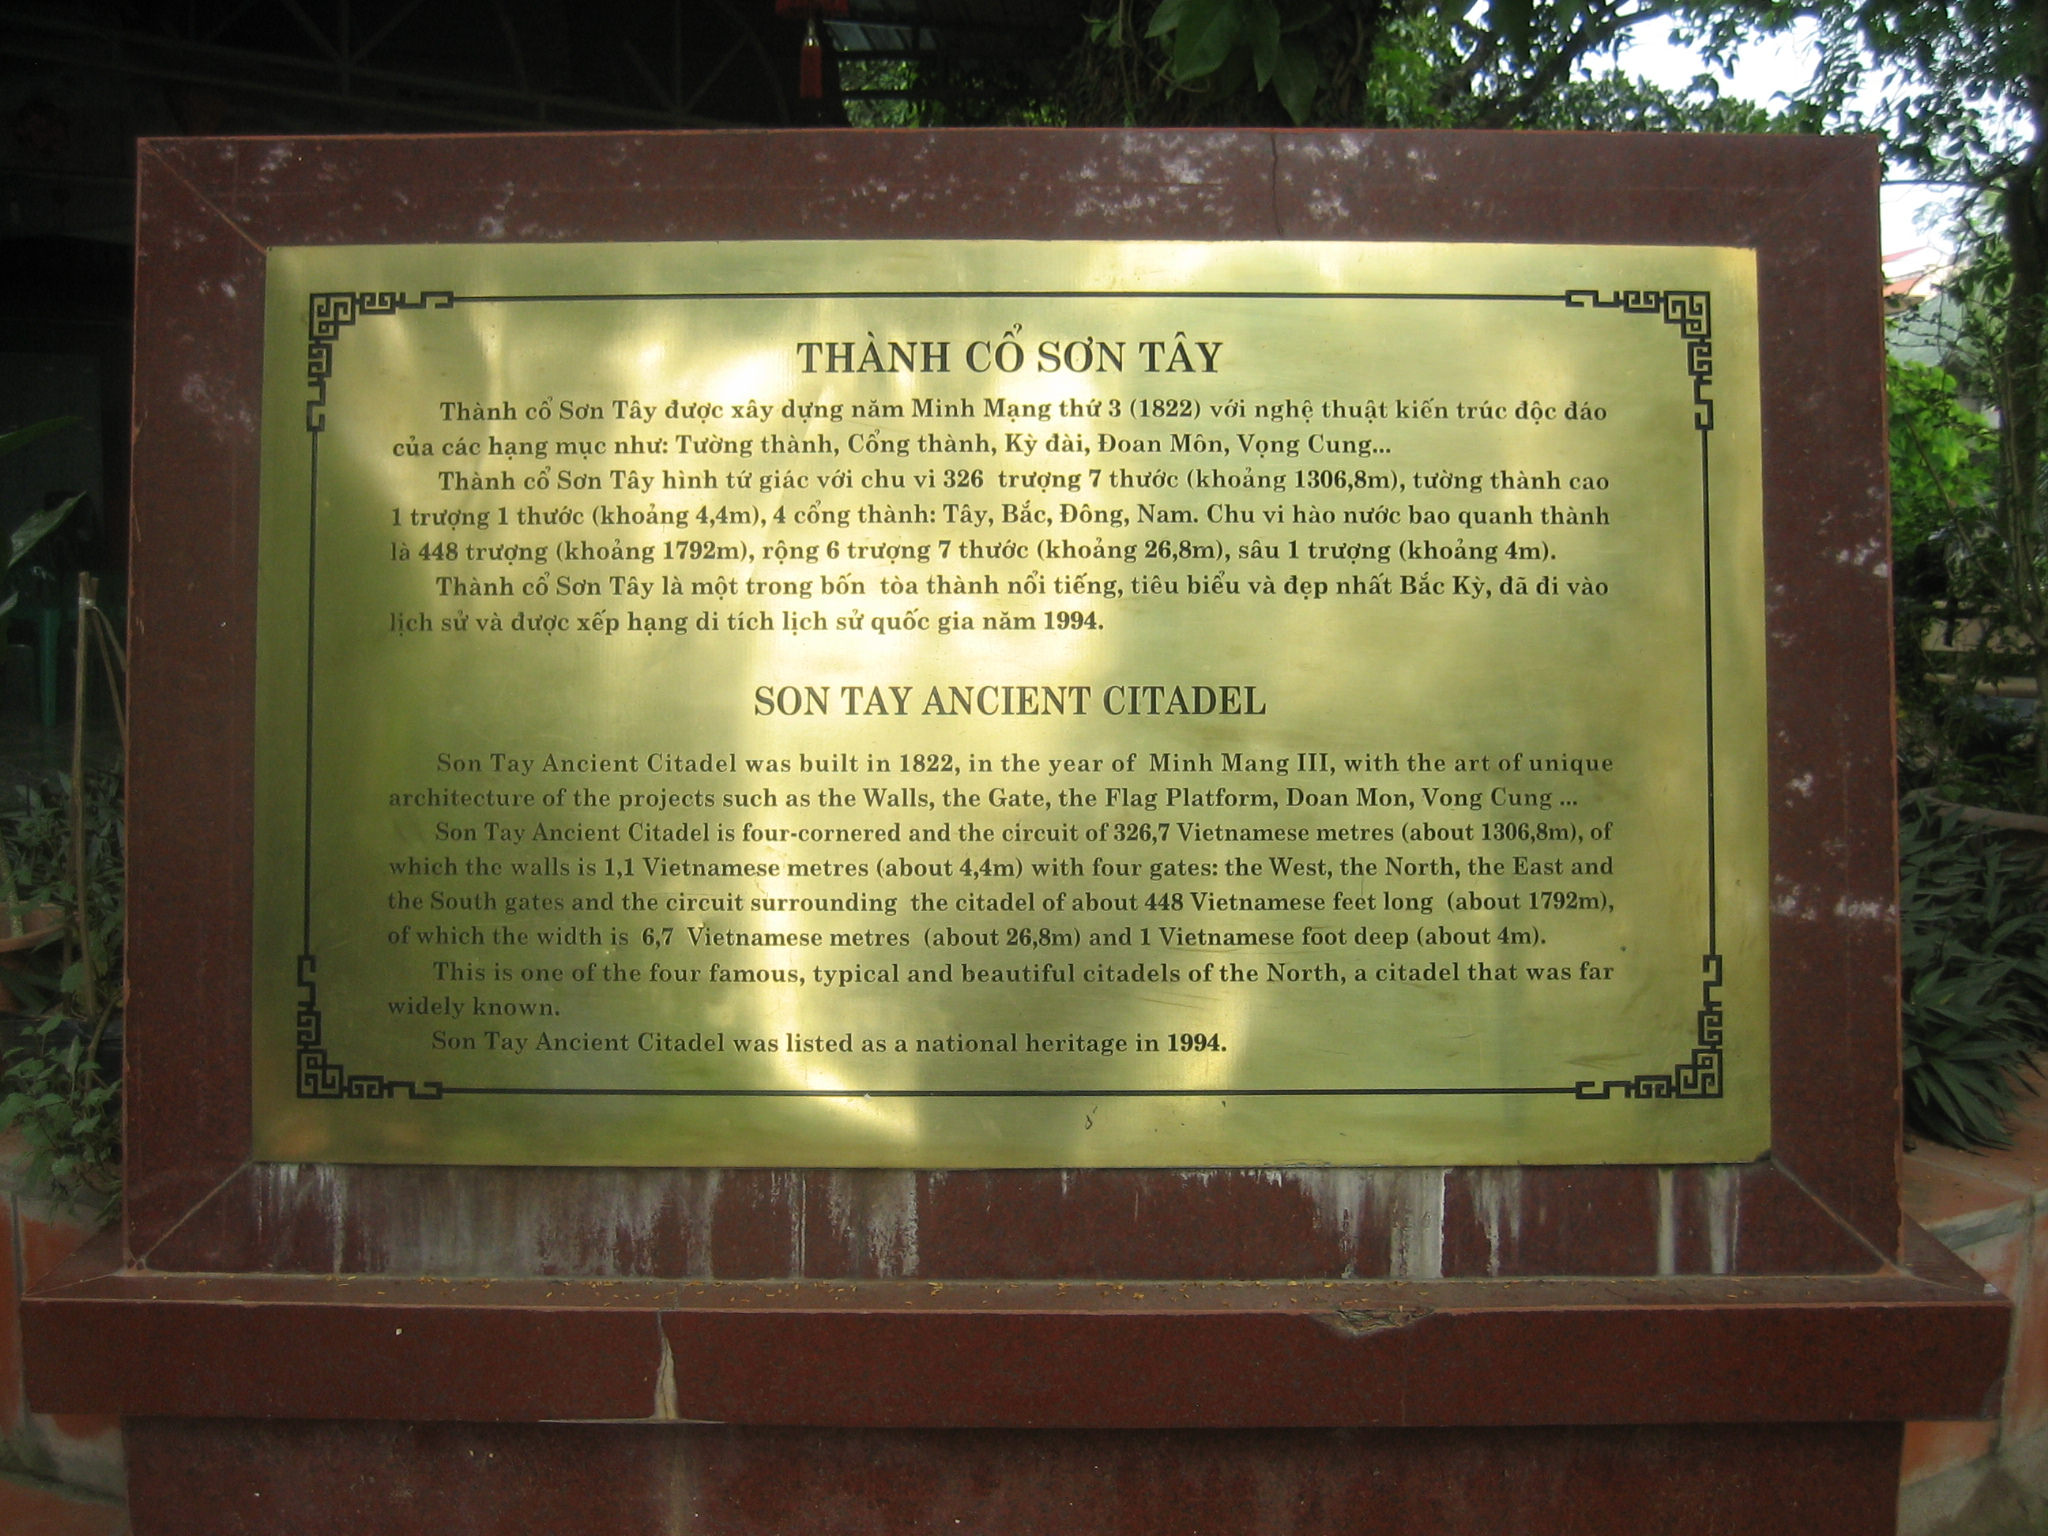 THÀNH CỔ SƠN TÂY
Thành cổ Sơn Tây được xây dựng năm Minh Mạng thứ 3 (1822) với nghệ thuật kiến trúc độc đáo
của các hạng mục như: Tường thành, Cổng thành, Kỳ đài, Đoan Môn, Vọng Cung...
Thành cổ Sơn Tây hình tứ giác với chu vi 326 trượng 7 thước (khoảng 1306,8m), tường thành cao
1 trượng 1 thước (khoảng 4,4m), 4 cổng thành: Tây, Bắc, Đông, Nam. Chu vi hào nước bao quanh thành
là 448 trượng (khoảng 1792m), rộng 6 trượng 7 thước (khoảng 26,8m), sâu 1 trượng (khoảng 4m).
Thành cổ Sơn Tây là một trong bốn tòa thành nổi tiếng, tiêu biểu và đẹp nhất Bắc Kỳ, đã đi vào
lịch sử và được xếp hạng di tích lịch sử quốc gia năm 1994.
SON TAY ANCIENT CITADEL
Son Tay Ancient Citadel was built in 1822, in the year of Minh Mang III, with the art of unique
architecture of the projects such as the Walls, the Gate, the Flag Platform, Doan Mon, Vong Cung ...
Son Tay Ancient Citadel is four-cornered and the circuit of 326,7 Vietnamese metres (about 1306,8m), of
which the walls is 1,1 Vietnamese metres (about 4,4m) with four gates: the West, the North, the East and
the South gates and the circuit surrounding the citadel of about 448 Vietnamese feet long (about 1792m),
of which the width is 6,7 Vietnamese metres (about 26,8m) and 1 Vietnamese foot deep (about 4m).
This is one of the four famous, typical and beautiful citadels of the North, a citadel that was far
widely known.
Son Tay Ancient Citadel was listed as a national heritage in 1994.